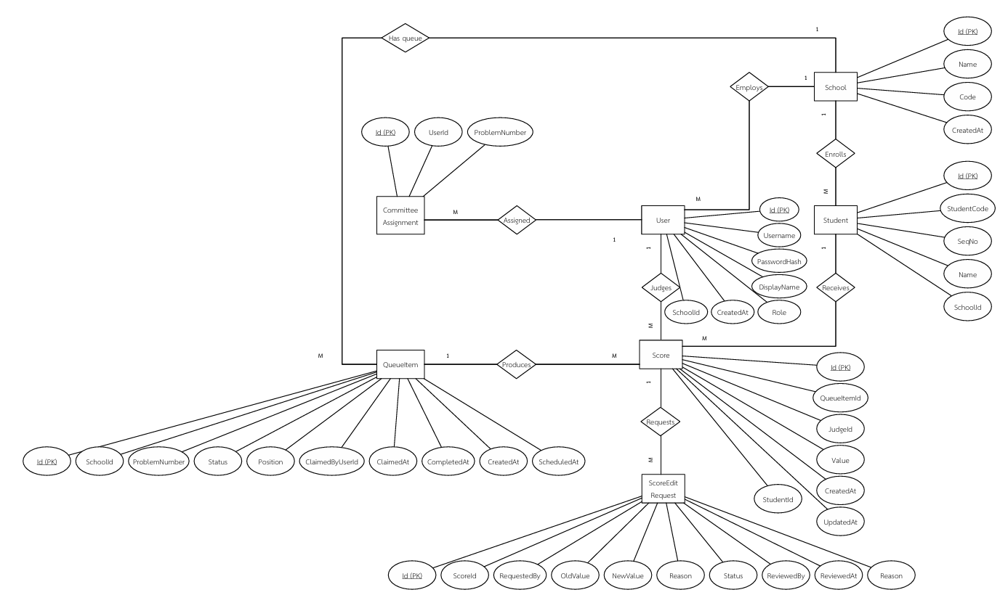 Has queue
1
Id (PK)
Name
Code
CreatedAt
School
1
Employs
1
Enrolls
M
Id (PK)
StudentCode
SeqNo
Name
SchoolId
Student
1
Receives
M
Id (PK)
UserId
ProblemNumber
Committee
Assignment
M
Assigned
1
User
M
Id (PK)
Username
PasswordHash
DisplayName
Role
CreatedAt
SchoolId
1
Judges
M
M
QueueItem
1
Produces
M
Score
Id (PK)
QueueItemId
JudgeId
Value
CreatedAt
UpdatedAt
StudentId
1
Requests
M
Id (PK)
SchoolId
ProblemNumber
Status
Position
ClaimedByUserId
ClaimedAt
CompletedAt
CreatedAt
ScheduledAt
ScoreEdit
Request
Id (PK)
ScoreId
RequestedBy
OldValue
NewValue
Reason
Status
ReviewedBy
ReviewedAt
Reason